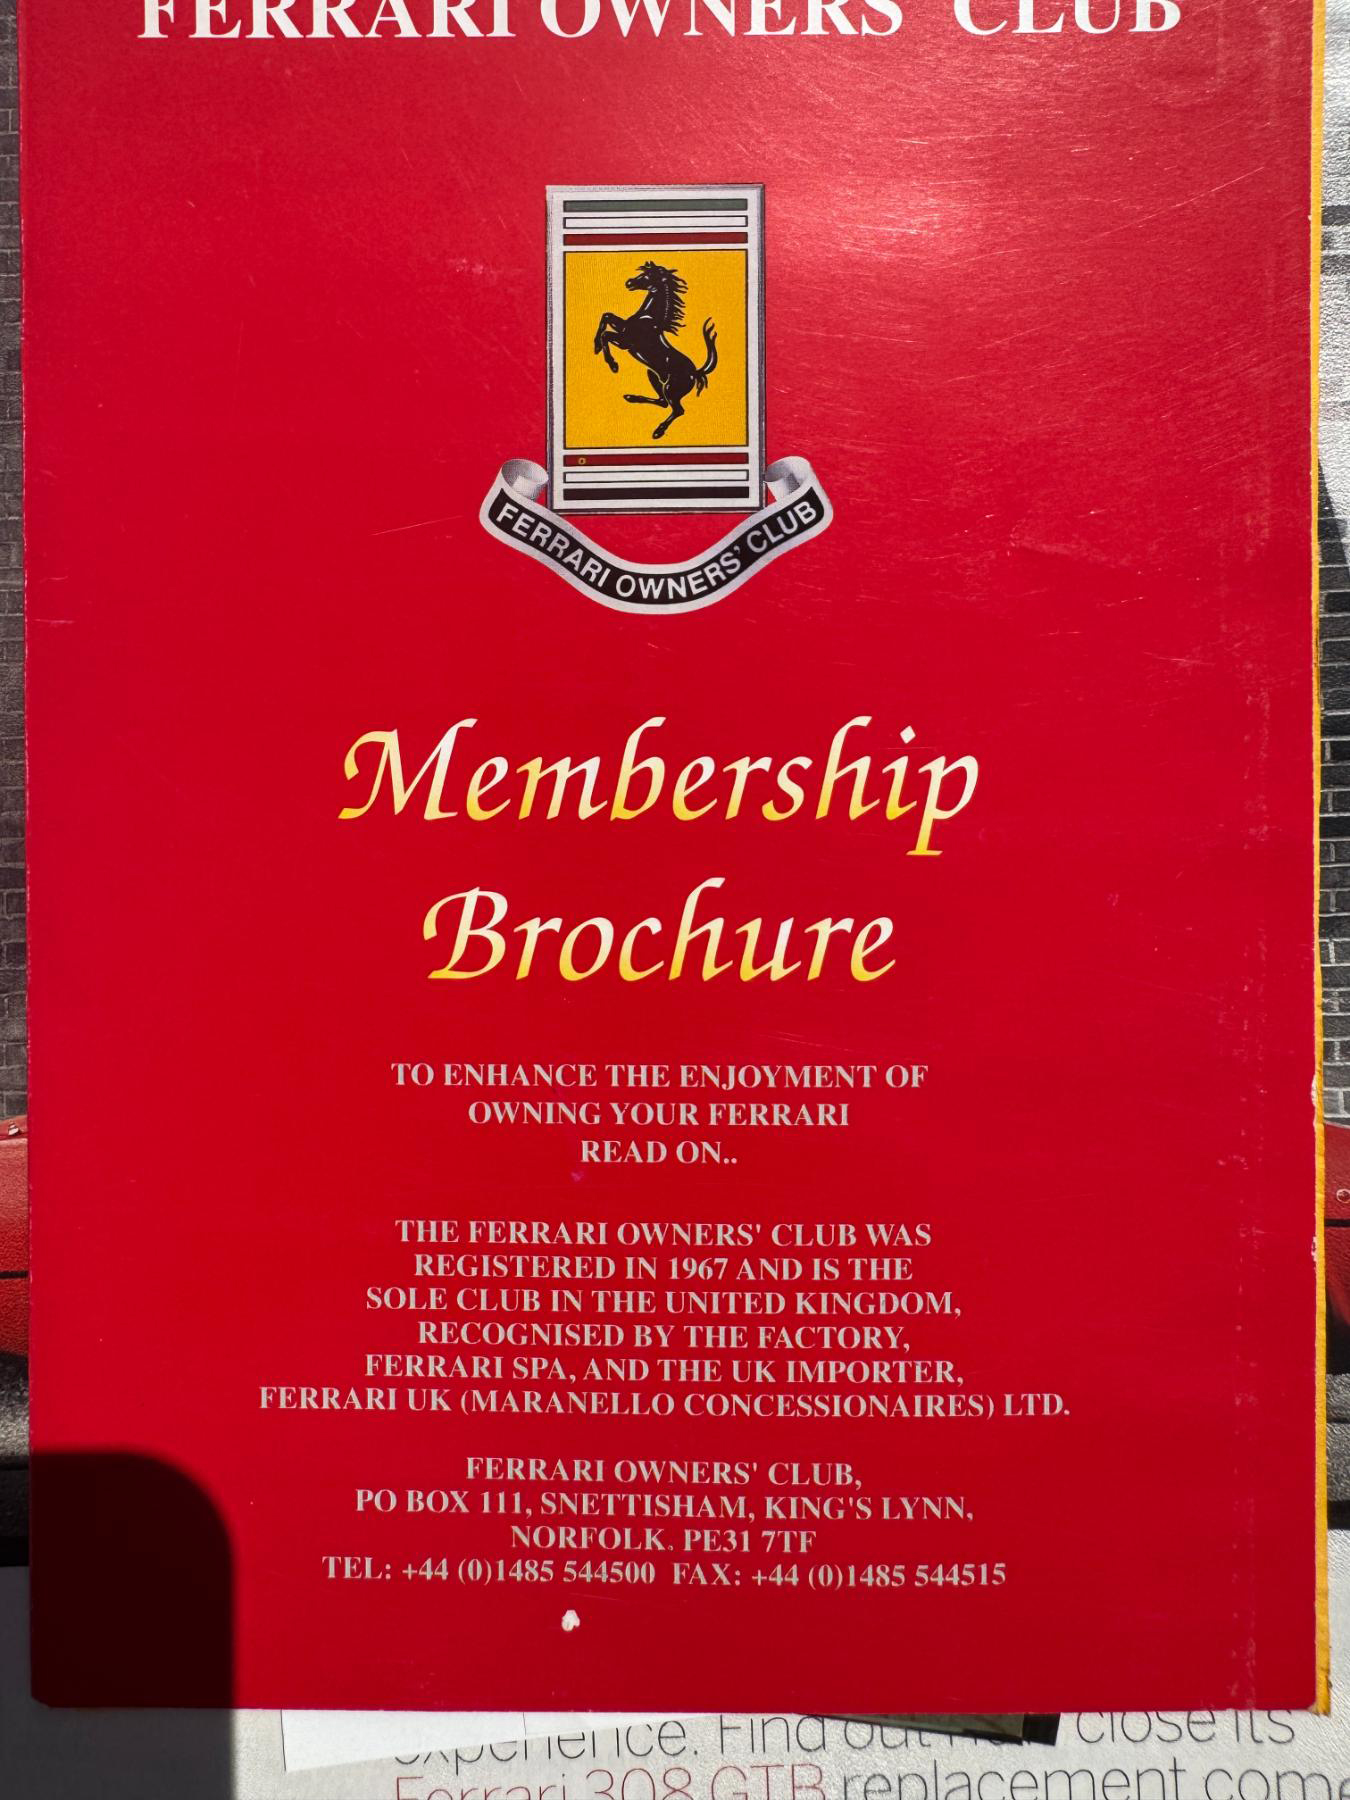 FERRARI OWNERS' CLUB
FERRARI OWNERS' CLUB
Membership
Brochure
TO ENHANCE THE ENJOYMENT OF
OWNING YOUR FERRARI
READ ON..
THE FERRARI OWNERS' CLUB WAS
REGISTERED IN 1967 AND IS THE
SOLE CLUB IN THE UNITED KINGDOM,
RECOGNISED BY THE FACTORY,
FERRARI SPA, AND THE UK IMPORTER,
FERRARI UK (MARANELLO CONCESSIONAIRES) LTD.
FERRARI OWNERS' CLUB,
PO BOX 111, SNETTISHAM, KING'S LYNN,
NORFOLK. PE31 7TF
TEL: +44 (0)1485 544500 FAX: +44 (0)1485 544515
experience. Find out close its
Ferrari 308 GTB replacement